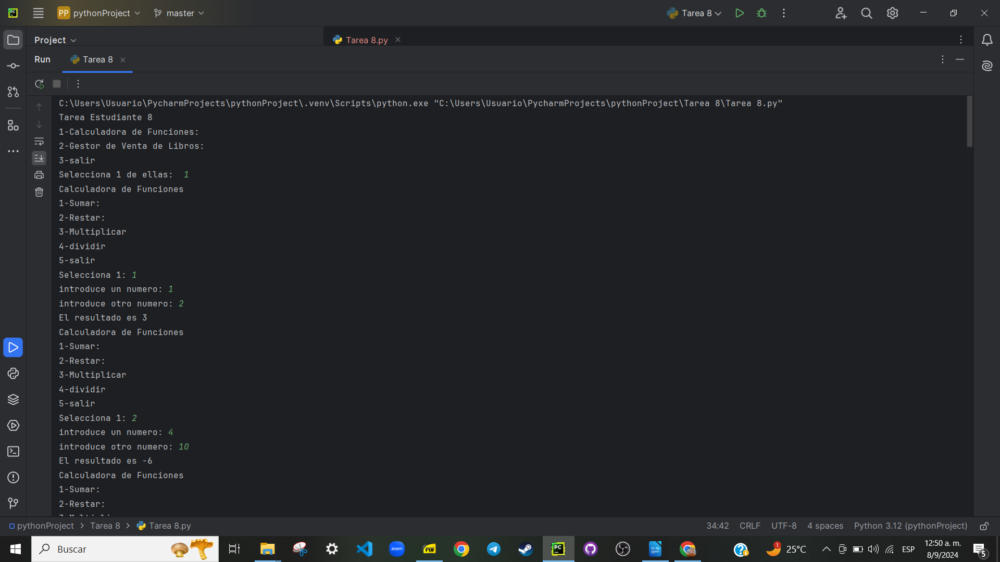 PP pythonProject master Tarea 8
Project Tarea 8.py
Run Tarea 8
C:\Users\Usuario\PycharmProjects\pythonProject\.venv\Scripts\python.exe "C:\Users\Usuario\PycharmProjects\pythonProject\Tarea 8\Tarea 8.py"
Tarea Estudiante 8
1-Calculadora de Funciones:
2-Gestor de Venta de Libros:
3-salir
Selecciona 1 de ellas:  1
Calculadora de Funciones
1-Sumar:
2-Restar:
3-Multiplicar
4-dividir
5-salir
Selecciona 1: 1
introduce un numero: 1
introduce otro numero: 2
El resultado es 3
Calculadora de Funciones
1-Sumar:
2-Restar:
3-Multiplicar
4-dividir
5-salir
Selecciona 1: 2
introduce un numero: 4
introduce otro numero: 10
El resultado es -6
Calculadora de Funciones
1-Sumar:
2-Restar:
pythonProject > Tarea 8 > Tarea 8.py 34:42 CRLF UTF-8 4 spaces Python 3.12 (pythonProject)
Buscar zoom PDF PC 1 25°C ESP 12:50 a. m.
8/9/2024 5